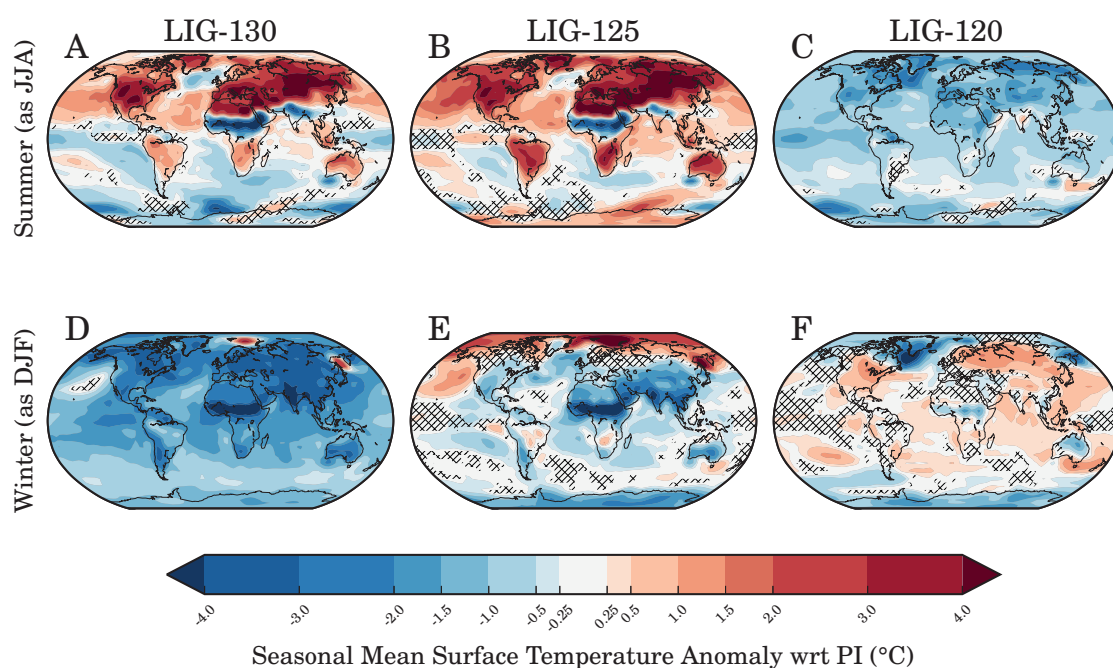 LIG-130 LIG-125 LIG-120
Summer (as JJA)
A B C
Winter (as DJF)
D E F
-4.0 -3.0 -2.0 -1.5 -1.0 -0.5 -0.25 0.25 0.5 1.0 1.5 2.0 3.0 4.0
Seasonal Mean Surface Temperature Anomaly wrt PI (°C)